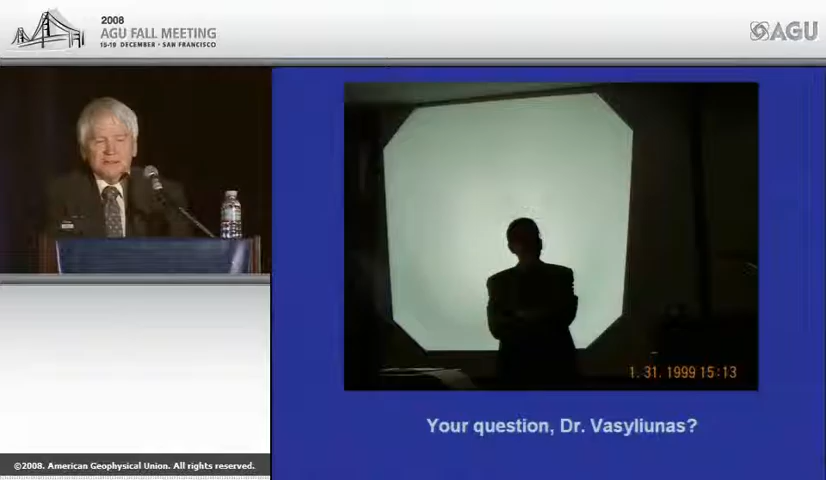 2008
AGU FALL MEETING
15-19 DECEMBER • SAN FRANCISCO
AGU
1. 31. 1999 15:13
Your question, Dr. Vasyliunas?
©2008. American Geophysical Union. All rights reserved.